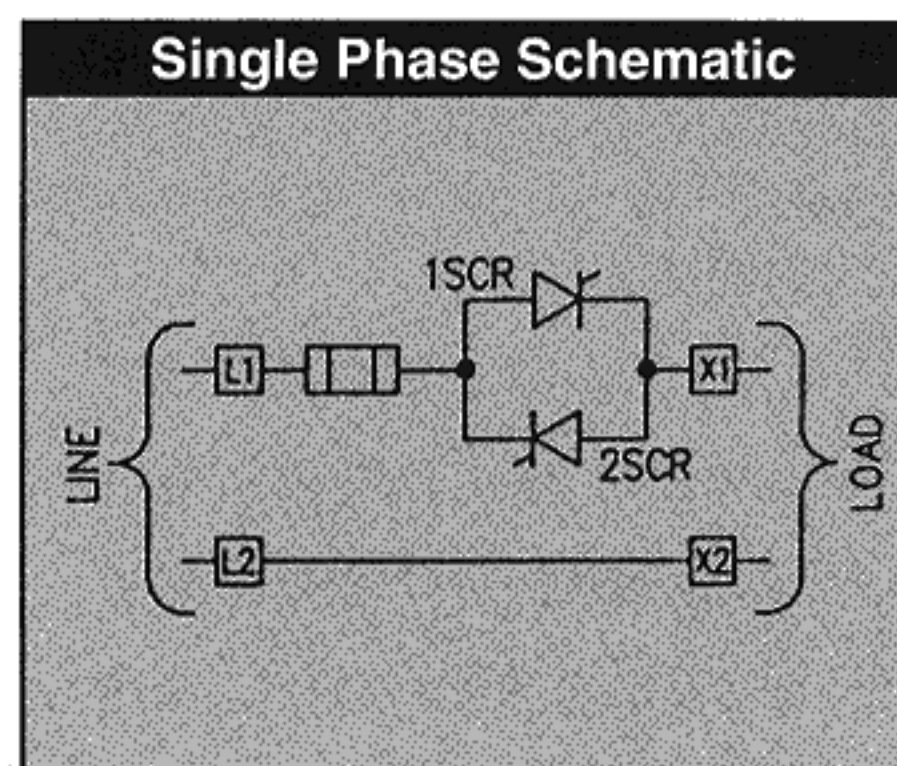 Single Phase Schematic
1SCR
L1
X1
2SCR
LINE
LOAD
L2
X2